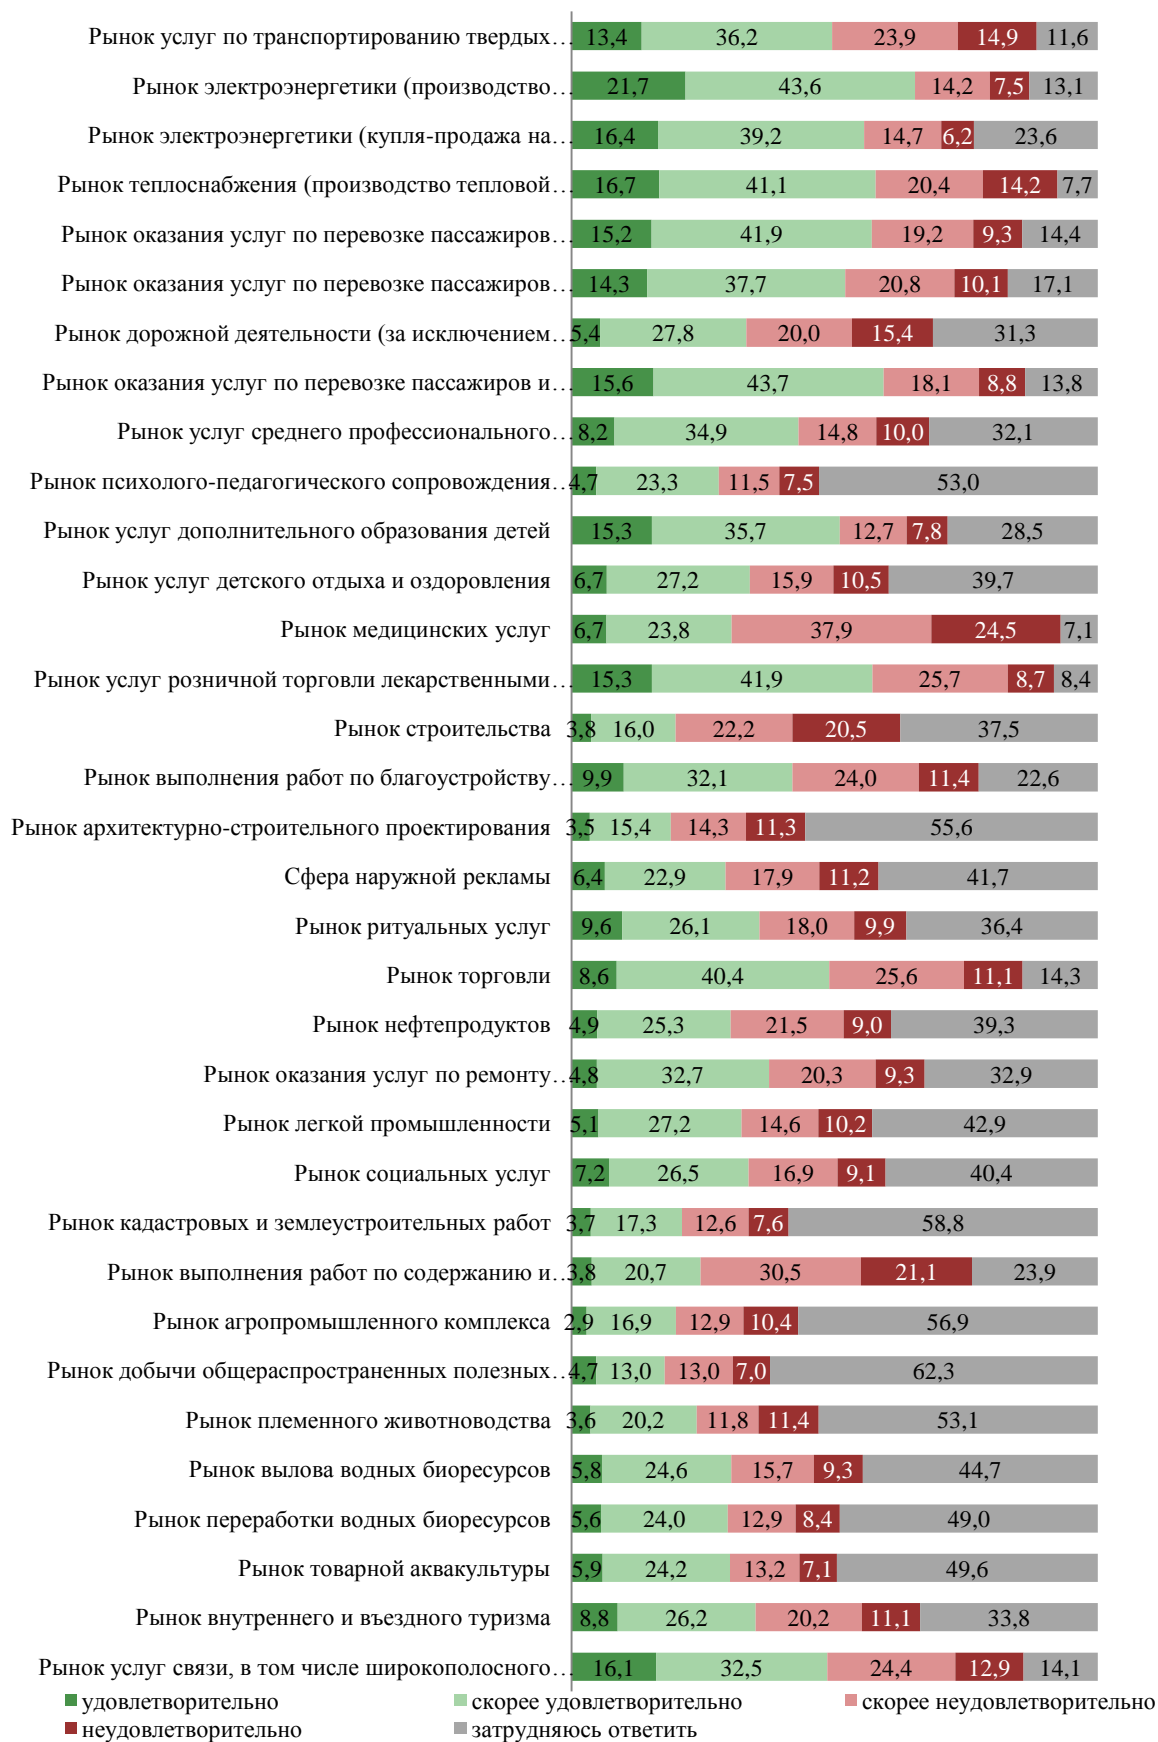 Рынок услуг по транспортированию твердых… 13,4 36,2 23,9 14,9 11,6
Рынок электроэнергетики (производство… 21,7 43,6 14,2 7,5 13,1
Рынок электроэнергетики (купля-продажа на… 16,4 39,2 14,7 6,2 23,6
Рынок теплоснабжения (производство тепловой… 16,7 41,1 20,4 14,2 7,7
Рынок оказания услуг по перевозке пассажиров… 15,2 41,9 19,2 9,3 14,4
Рынок оказания услуг по перевозке пассажиров… 14,3 37,7 20,8 10,1 17,1
Рынок дорожной деятельности (за исключением… 5,4 27,8 20,0 15,4 31,3
Рынок оказания услуг по перевозке пассажиров и… 15,6 43,7 18,1 8,8 13,8
Рынок услуг среднего профессионального… 8,2 34,9 14,8 10,0 32,1
Рынок психолого-педагогического сопровождения… 4,7 23,3 11,5 7,5 53,0
Рынок услуг дополнительного образования детей 15,3 35,7 12,7 7,8 28,5
Рынок услуг детского отдыха и оздоровления 6,7 27,2 15,9 10,5 39,7
Рынок медицинских услуг 6,7 23,8 37,9 24,5 7,1
Рынок услуг розничной торговли лекарственными… 15,3 41,9 25,7 8,7 8,4
Рынок строительства 3,8 16,0 22,2 20,5 37,5
Рынок выполнения работ по благоустройству… 9,9 32,1 24,0 11,4 22,6
Рынок архитектурно-строительного проектирования 3,5 15,4 14,3 11,3 55,6
Сфера наружной рекламы 6,4 22,9 17,9 11,2 41,7
Рынок ритуальных услуг 9,6 26,1 18,0 9,9 36,4
Рынок торговли 8,6 40,4 25,6 11,1 14,3
Рынок нефтепродуктов 4,9 25,3 21,5 9,0 39,3
Рынок оказания услуг по ремонту… 4,8 32,7 20,3 9,3 32,9
Рынок легкой промышленности 5,1 27,2 14,6 10,2 42,9
Рынок социальных услуг 7,2 26,5 16,9 9,1 40,4
Рынок кадастровых и землеустроительных работ 3,7 17,3 12,6 7,6 58,8
Рынок выполнения работ по содержанию и… 3,8 20,7 30,5 21,1 23,9
Рынок агропромышленного комплекса 2,9 16,9 12,9 10,4 56,9
Рынок добычи общераспространенных полезных… 4,7 13,0 13,0 7,0 62,3
Рынок племенного животноводства 3,6 20,2 11,8 11,4 53,1
Рынок вылова водных биоресурсов 5,8 24,6 15,7 9,3 44,7
Рынок переработки водных биоресурсов 5,6 24,0 12,9 8,4 49,0
Рынок товарной аквакультуры 5,9 24,2 13,2 7,1 49,6
Рынок внутреннего и въездного туризма 8,8 26,2 20,2 11,1 33,8
Рынок услуг связи, в том числе широкополосного… 16,1 32,5 24,4 12,9 14,1
удовлетворительно скорее удовлетворительно скорее неудовлетворительно
неудовлетворительно затрудняюсь ответить